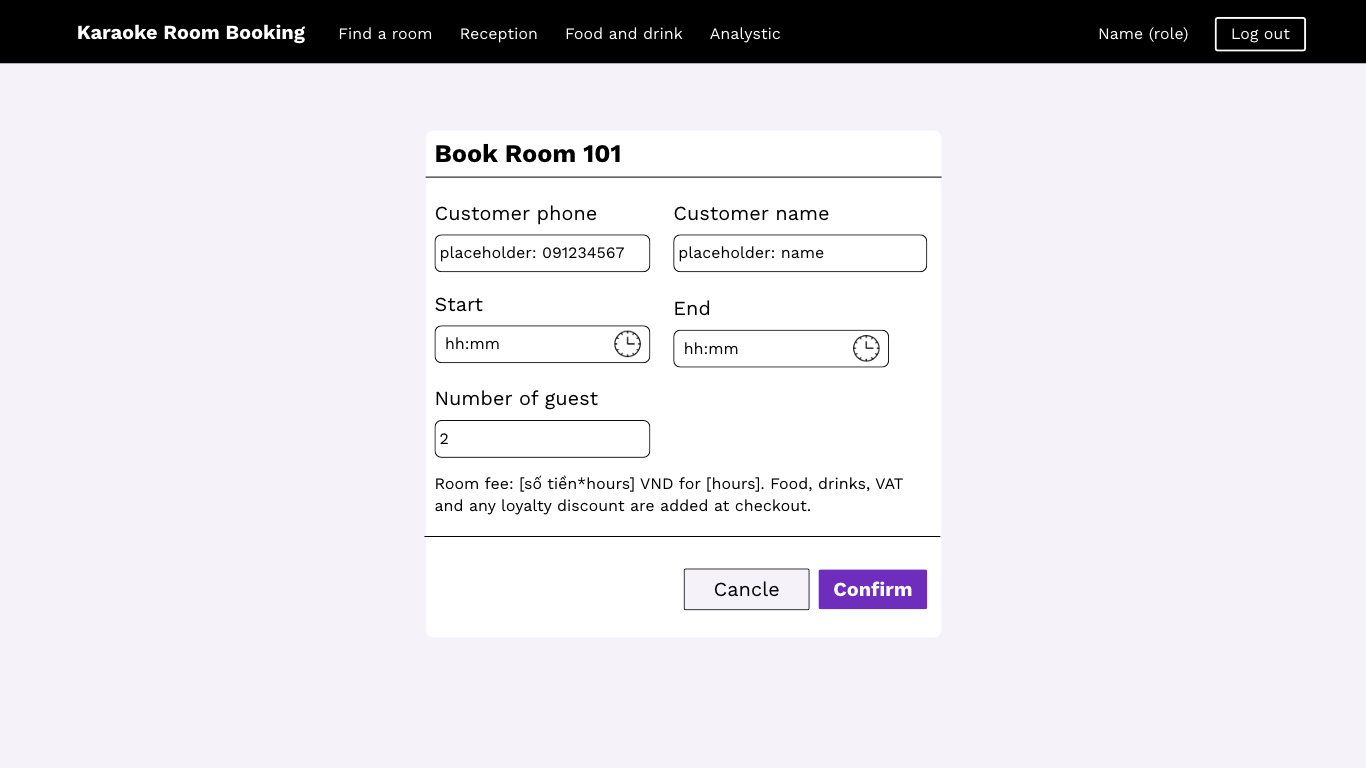 Karaoke Room Booking Find a room Reception Food and drink Analystic Name (role) Log out
Book Room 101
Customer phone Customer name
placeholder: 091234567 placeholder: name
Start End
hh:mm hh:mm
Number of guest
2
Room fee: [số tiền*hours] VND for [hours]. Food, drinks, VAT
and any loyalty discount are added at checkout.
Cancle Confirm